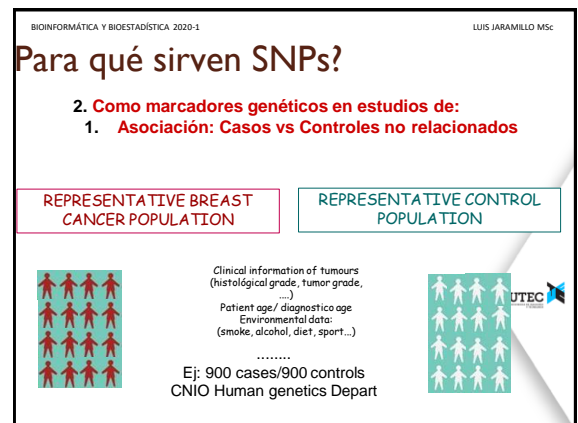 BIOINFORMÁTICA Y BIOESTADÍSTICA 2020-1
LUIS JARAMILLO MSc
Para qué sirven SNPs?
2. Como marcadores genéticos en estudios de:
1. Asociación: Casos vs Controles no relacionados
REPRESENTATIVE BREAST
CANCER POPULATION
REPRESENTATIVE CONTROL
POPULATION
Clinical information of tumours
(histológical grade, tumor grade,
....)
Patient age/ diagnostico age
Environmental data:
(smoke, alcohol, diet, sport...)
........
Ej: 900 cases/900 controls
CNIO Human genetics Depart
UTEC